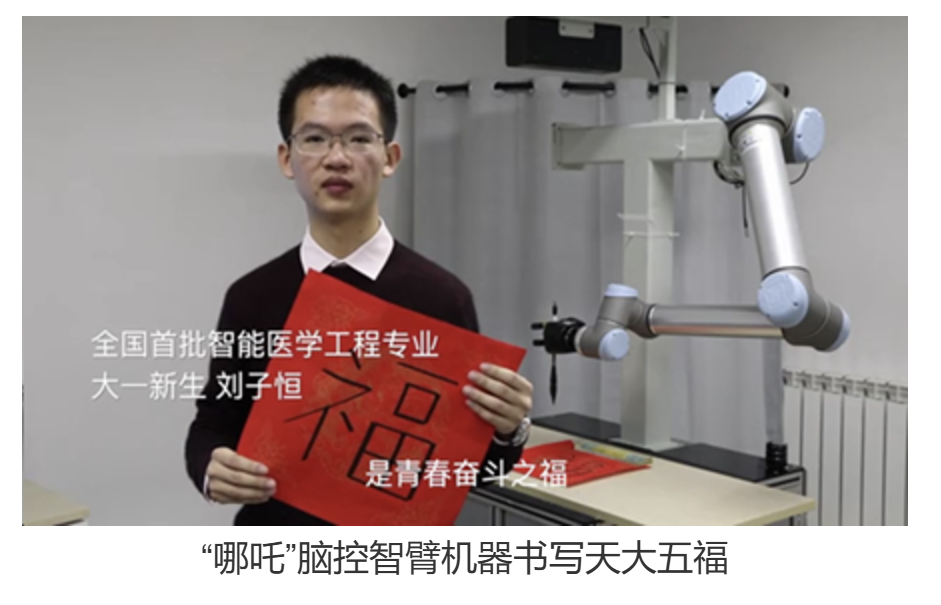 全国首批智能医学工程专业
大一新生 刘子恒
福
是青春奋斗之福
“哪吒”脑控智臂机器书写天大五福